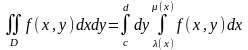 ∬_D f(x,y)dxdy=∫_c^d dy∫_{λ(x)}^{μ(x)} f(x,y)dx